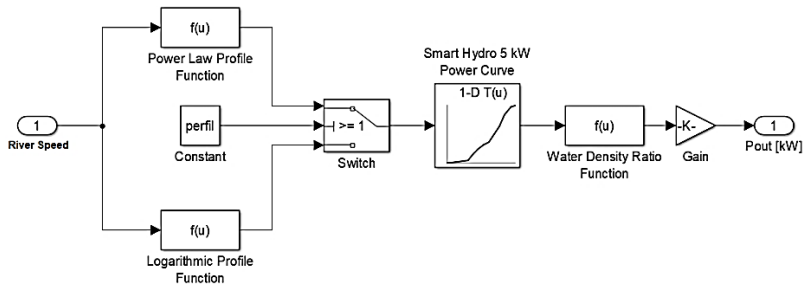 f(u)
Power Law Profile
Function
1
River Speed
perfil
Constant
>= 1
Switch
f(u)
Logarithmic Profile
Function
Smart Hydro 5 kW
Power Curve
1-D T(u)
f(u)
Water Density Ratio
Function
-K-
Gain
1
Pout [kW]